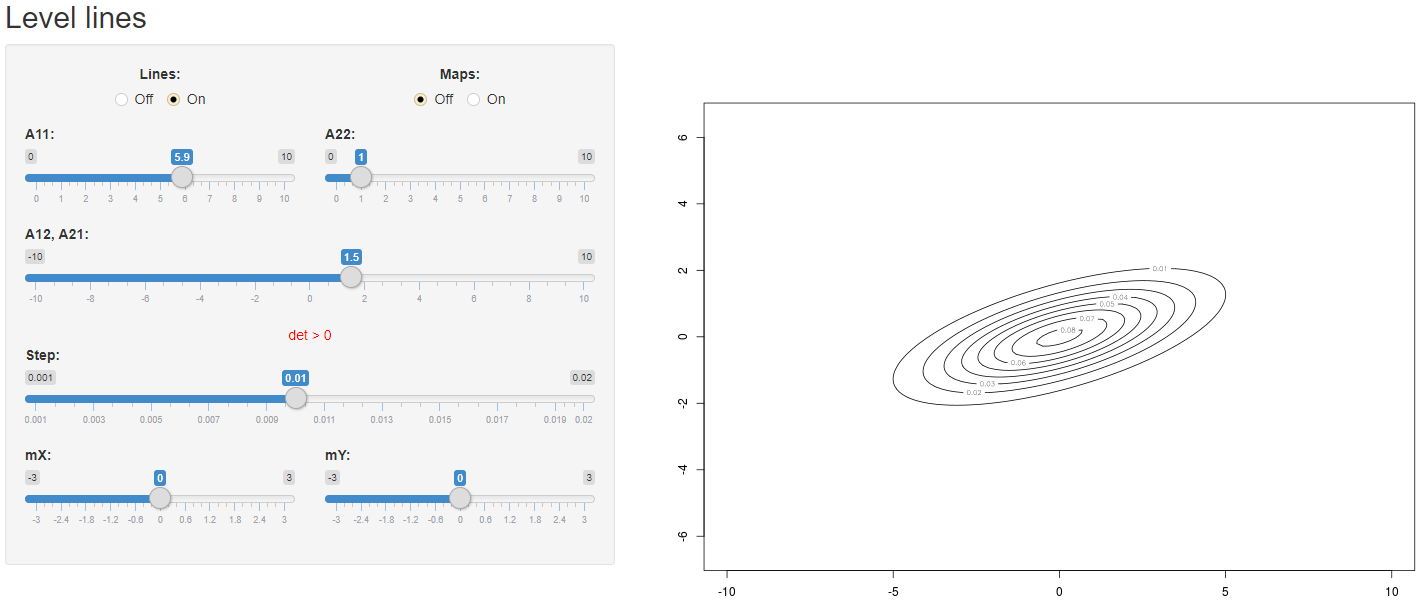 Level lines
Lines: Maps:
Off On Off On
A11: A22:
0 5.9 10 0 1 10
0 1 2 3 4 5 6 7 8 9 10 0 1 2 3 4 5 6 7 8 9 10
A12, A21:
-10 1.5 10
-10 -8 -6 -4 -2 0 2 4 6 8 10
det > 0
Step:
0.001 0.01 0.02
0.001 0.003 0.005 0.007 0.009 0.011 0.013 0.015 0.017 0.019 0.02
mX: mY:
-3 0 3 -3 0 3
-3 -2.4 -1.8 -1.2 -0.6 0 0.6 1.2 1.8 2.4 3 -3 -2.4 -1.8 -1.2 -0.6 0 0.6 1.2 1.8 2.4 3
6
4
2
0
-2
-4
-6
0.01
0.04
0.05
0.07
0.08
0.06
0.03
0.02
-10 -5 0 5 10